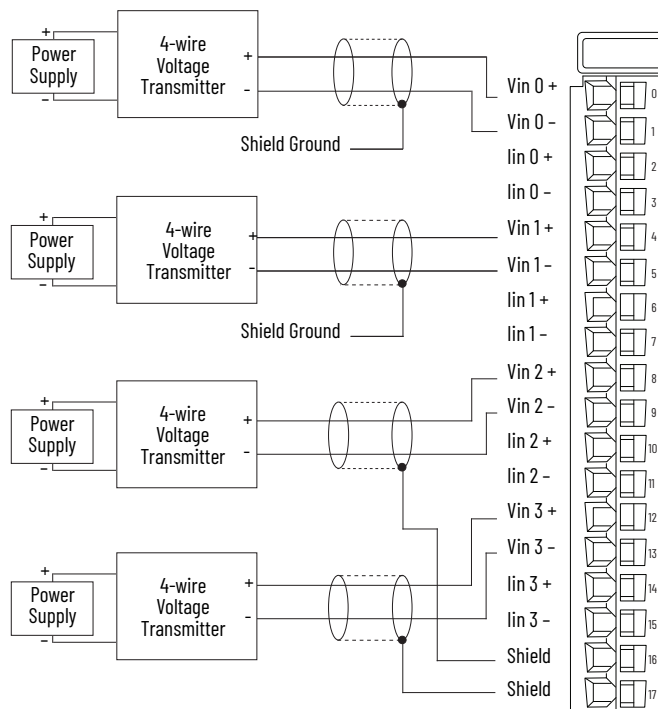 +
Power
Supply
–
4-wire
Voltage
Transmitter
+
-
Shield Ground
+
Power
Supply
–
4-wire
Voltage
Transmitter
+
-
Shield Ground
+
Power
Supply
–
4-wire
Voltage
Transmitter
+
-
+
Power
Supply
–
4-wire
Voltage
Transmitter
+
-
Vin 0 +
0
Vin 0 –
1
Iin 0 +
2
Iin 0 –
3
Vin 1 +
4
Vin 1 –
5
Iin 1 +
6
Iin 1 –
7
Vin 2 +
8
Vin 2 –
9
Iin 2 +
10
Iin 2 –
11
Vin 3 +
12
Vin 3 –
13
Iin 3 +
14
Iin 3 –
15
Shield
16
Shield
17